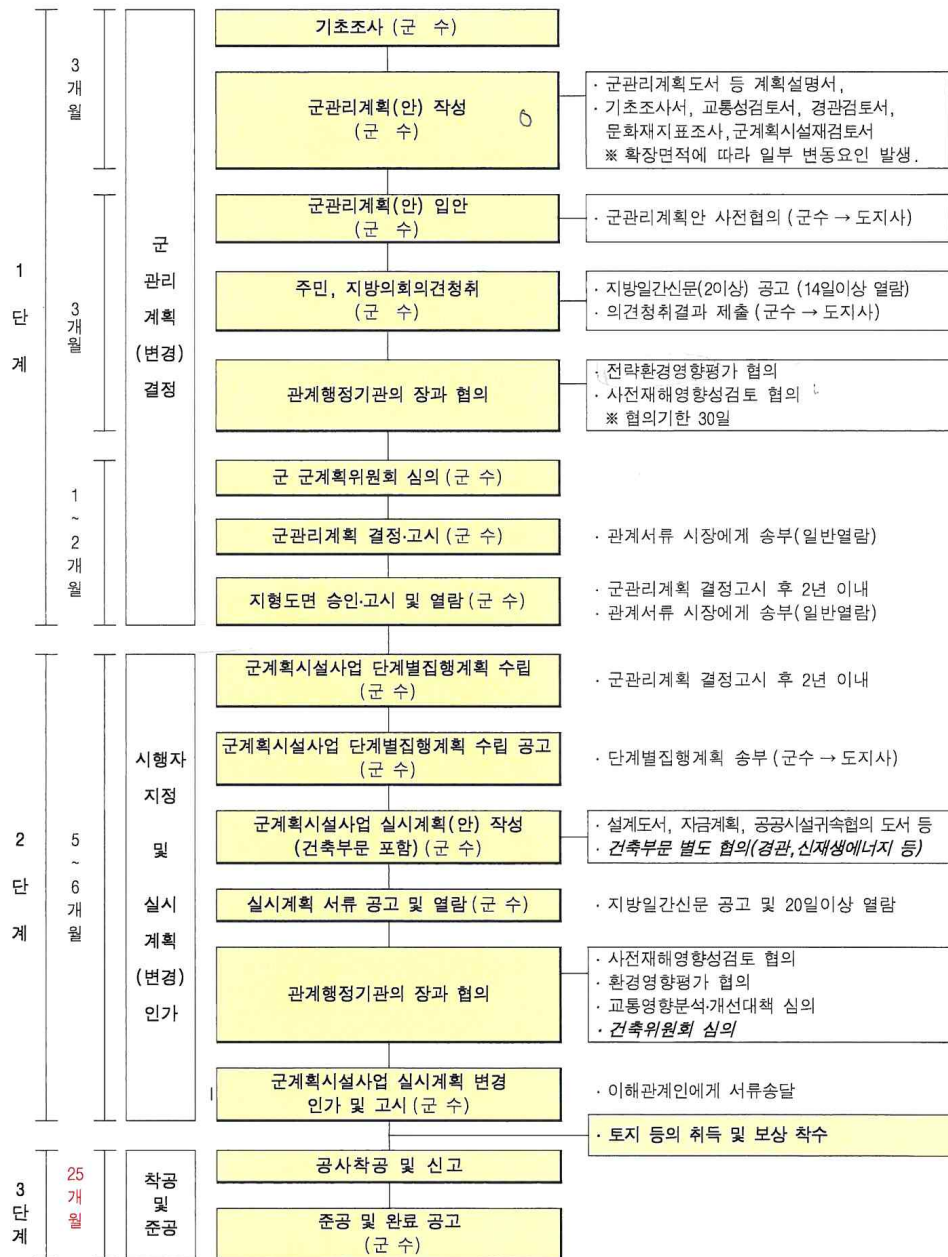 1
단
계
3
개
월
3
개
월
1
~
2
개
월
군
관리
계획
(변경)
결정
기초조사 (군 수)
군관리계획(안) 작성
(군 수)
· 군관리계획도서 등 계획설명서,
· 기초조사서, 교통성검토서, 경관검토서,
문화재지표조사,군계획시설재검토서
※ 확장면적에 따라 일부 변동요인 발생.
군관리계획(안) 입안
(군 수)
· 군관리계획안 사전협의 (군수 → 도지사)
주민, 지방의회의견청취
(군 수)
· 지방일간신문(2이상) 공고 (14일이상 열람)
· 의견청취결과 제출 (군수 → 도지사)
관계행정기관의 장과 협의
· 전략환경영향평가 협의
· 사전재해영향성검토 협의
※ 협의기한 30일
군 군계획위원회 심의 (군 수)
군관리계획 결정·고시 (군 수)
· 관계서류 시장에게 송부(일반열람)
지형도면 승인·고시 및 열람 (군 수)
· 군관리계획 결정고시 후 2년 이내
· 관계서류 시장에게 송부(일반열람)
2
단
계
5
~
6
개
월
시행자
지정
및
실시
계획
(변경)
인가
군계획시설사업 단계별집행계획 수립
(군 수)
· 군관리계획 결정고시 후 2년 이내
군계획시설사업 단계별집행계획 수립 공고
(군 수)
· 단계별집행계획 송부 (군수 → 도지사)
군계획시설사업 실시계획(안) 작성
(건축부문 포함) (군 수)
· 설계도서, 자금계획, 공공시설귀속협의 도서 등
· 건축부문 별도 협의(경관,신재생에너지 등)
실시계획 서류 공고 및 열람 (군 수)
· 지방일간신문 공고 및 20일이상 열람
관계행정기관의 장과 협의
· 사전재해영향성검토 협의
· 환경영향평가 협의
· 교통영향분석·개선대책 심의
· 건축위원회 심의
군계획시설사업 실시계획 변경
인가 및 고시 (군 수)
· 이해관계인에게 서류송달
· 토지 등의 취득 및 보상 착수
3
단
계
25
개
월
착공
및
준공
공사착공 및 신고
준공 및 완료 공고
(군 수)